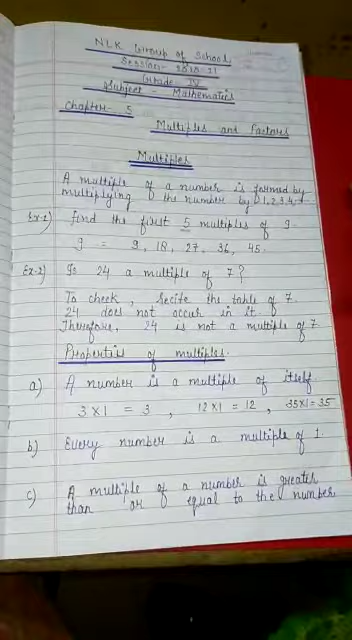 NLK Group of School
Session- 2020-21
Grade - IV
Subject - Mathematics
Chapter- 5
Multiples and Factors
Multiples
A multiple of a number is formed by
multiplying of the number by 1,2,3,4,-
Ex-1) Find the first 5 multiples of 9.
9 = 9, 18, 27, 36, 45.
Ex-2) Is 24 a multiple of 7?
To check, Recite the table of 7.
24 does not occur in it.
Therefore, 24 is not a multiple of 7
Properties of multiples.
a) A number is a multiple of itself
3×1 = 3, 12×1 = 12, 35×1=35
b) Every number is a multiple of 1.
c) A multiple of a number is greater
than or equal to the number